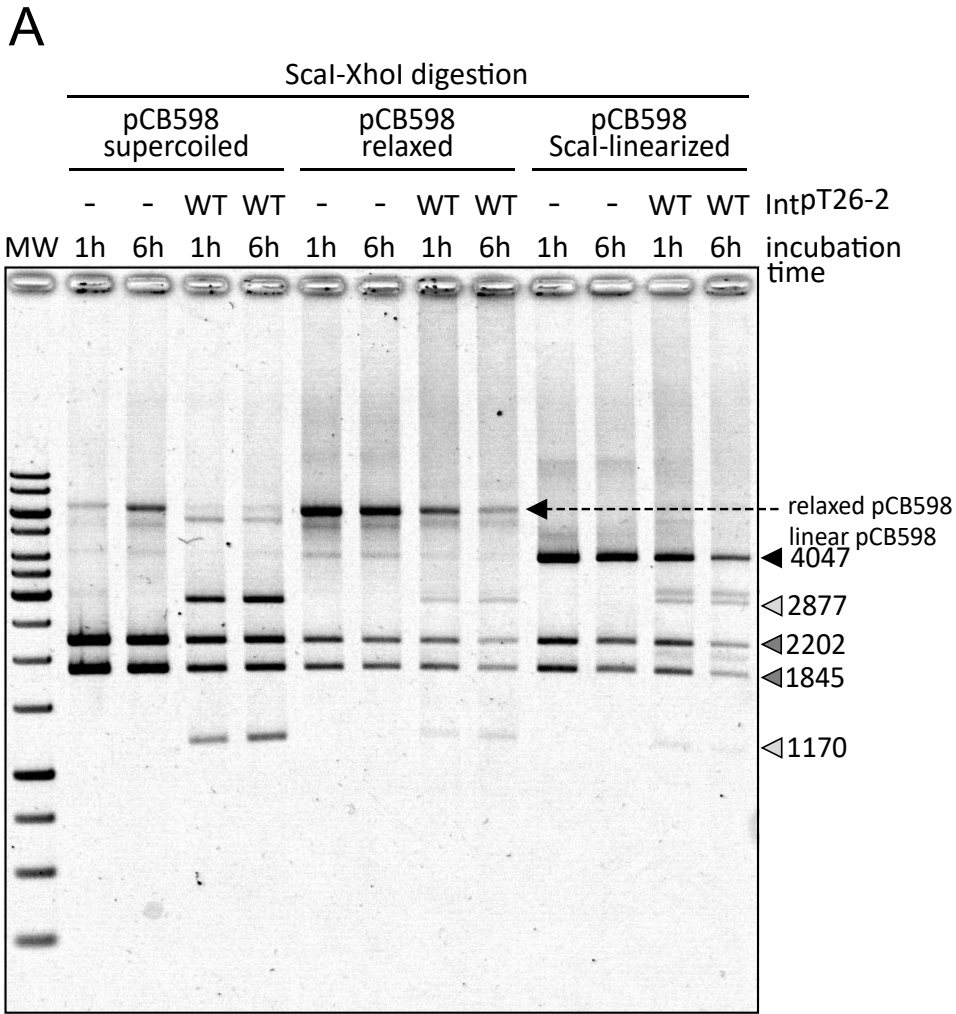 A
ScaI-XhoI digestion
pCB598 pCB598 pCB598
supercoiled relaxed ScaI-linearized
- - WT WT - - WT WT - - WT WT IntpT26-2
MW 1h 6h 1h 6h 1h 6h 1h 6h 1h 6h 1h 6h incubation
time
relaxed pCB598
linear pCB598
4047
2877
2202
1845
1170